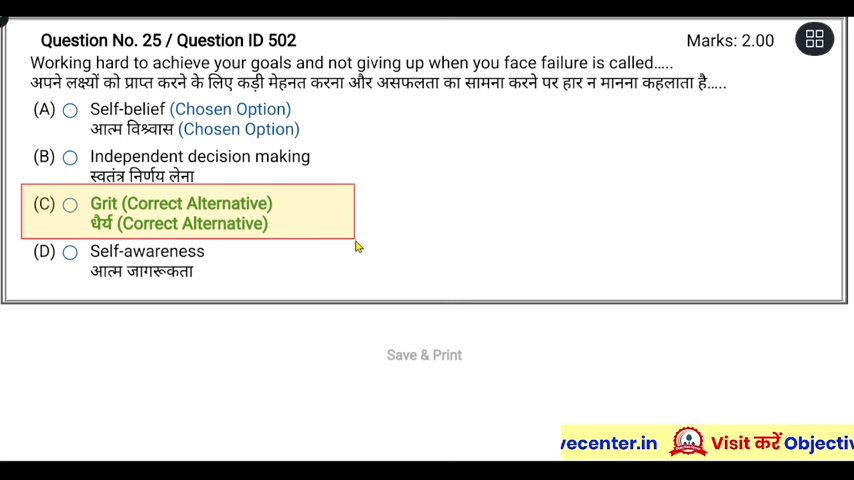 Question No. 25 / Question ID 502 Marks: 2.00
Working hard to achieve your goals and not giving up when you face failure is called.....
अपने लक्ष्यों को प्राप्त करने के लिए कड़ी मेहनत करना और असफलता का सामना करने पर हार न मानना कहलाता है.....
(A) Self-belief (Chosen Option)
आत्म विश्वास (Chosen Option)
(B) Independent decision making
स्वतंत्र निर्णय लेना
(C) Grit (Correct Alternative)
धैर्य (Correct Alternative)
(D) Self-awareness
आत्म जागरूकता
Save & Print
vecenter.in Visit करें Objectiv